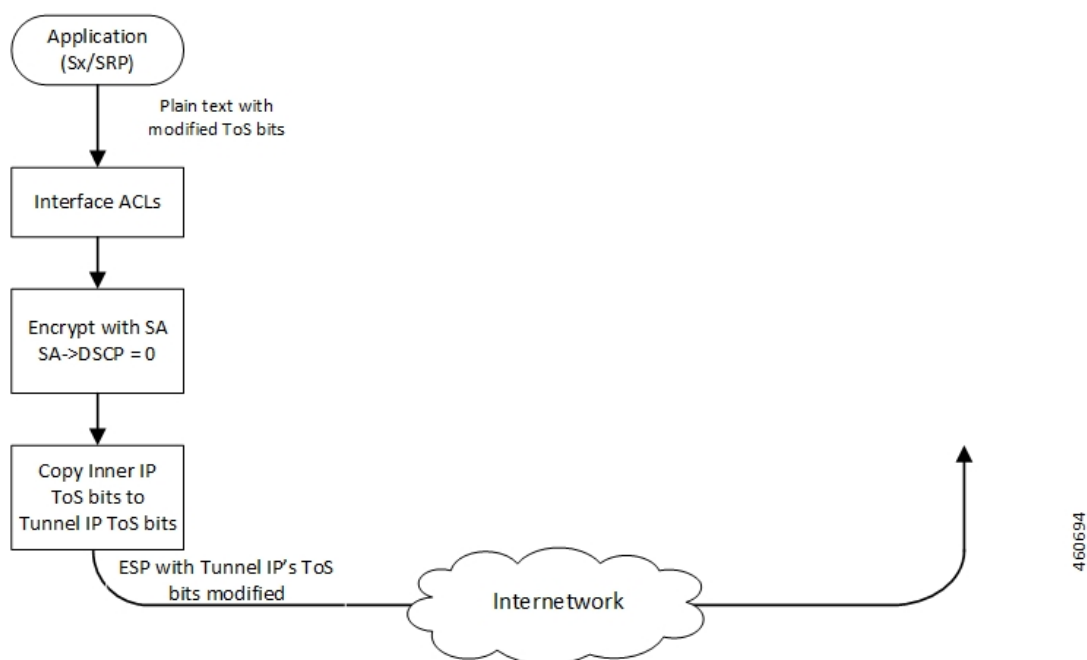 Application
(Sx/SRP)
Plain text with
modified ToS bits
Interface ACLs
Encrypt with SA
SA->DSCP = 0
Copy Inner IP
ToS bits to
Tunnel IP ToS bits
ESP with Tunnel IP's ToS
bits modified
Internetwork
460694